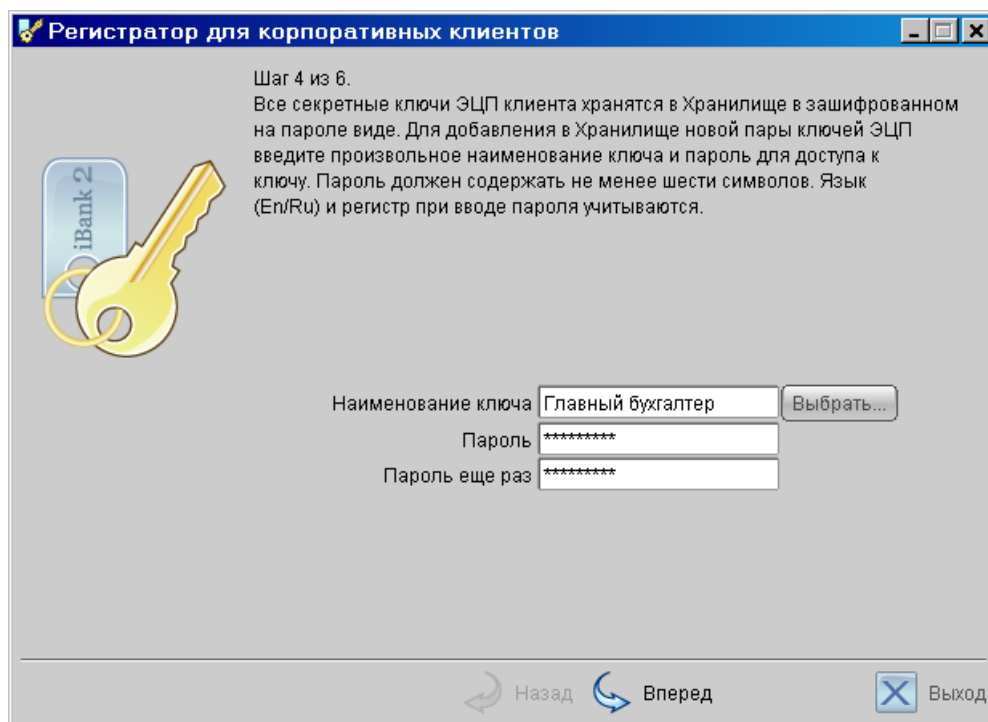 Регистратор для корпоративных клиентов
Шаг 4 из 6.
Все секретные ключи ЭЦП клиента хранятся в Хранилище в зашифрованном
на пароле виде. Для добавления в Хранилище новой пары ключей ЭЦП
введите произвольное наименование ключа и пароль для доступа к
ключу. Пароль должен содержать не менее шести символов. Язык
(En/Ru) и регистр при вводе пароля учитываются.
iBank 2
Наименование ключа Главный бухгалтер Выбрать...
Пароль *********
Пароль еще раз *********
Назад Вперед Выход